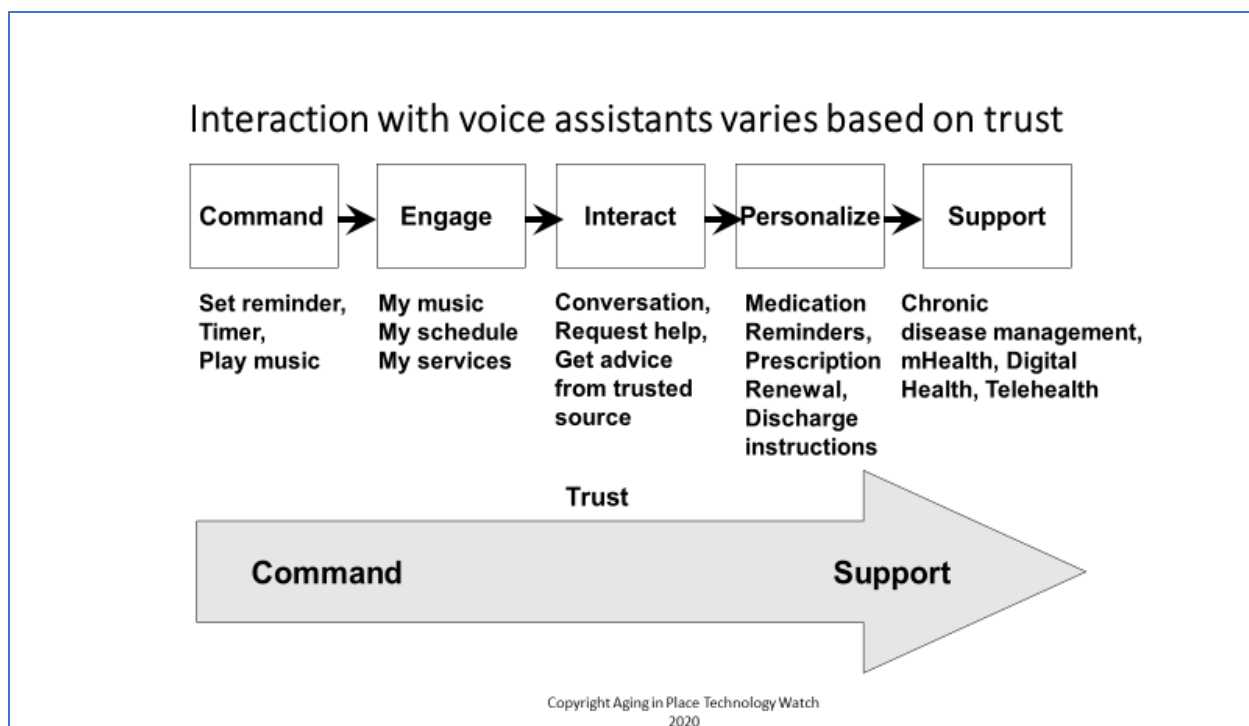 Interaction with voice assistants varies based on trust
Command
Engage
Interact
Personalize
Support
Set reminder,
Timer,
Play music
My music
My schedule
My services
Conversation,
Request help,
Get advice
from trusted
source
Medication
Reminders,
Prescription
Renewal,
Discharge
instructions
Chronic
disease management,
mHealth, Digital
Health, Telehealth
Trust
Command
Support
Copyright Aging in Place Technology Watch
2020